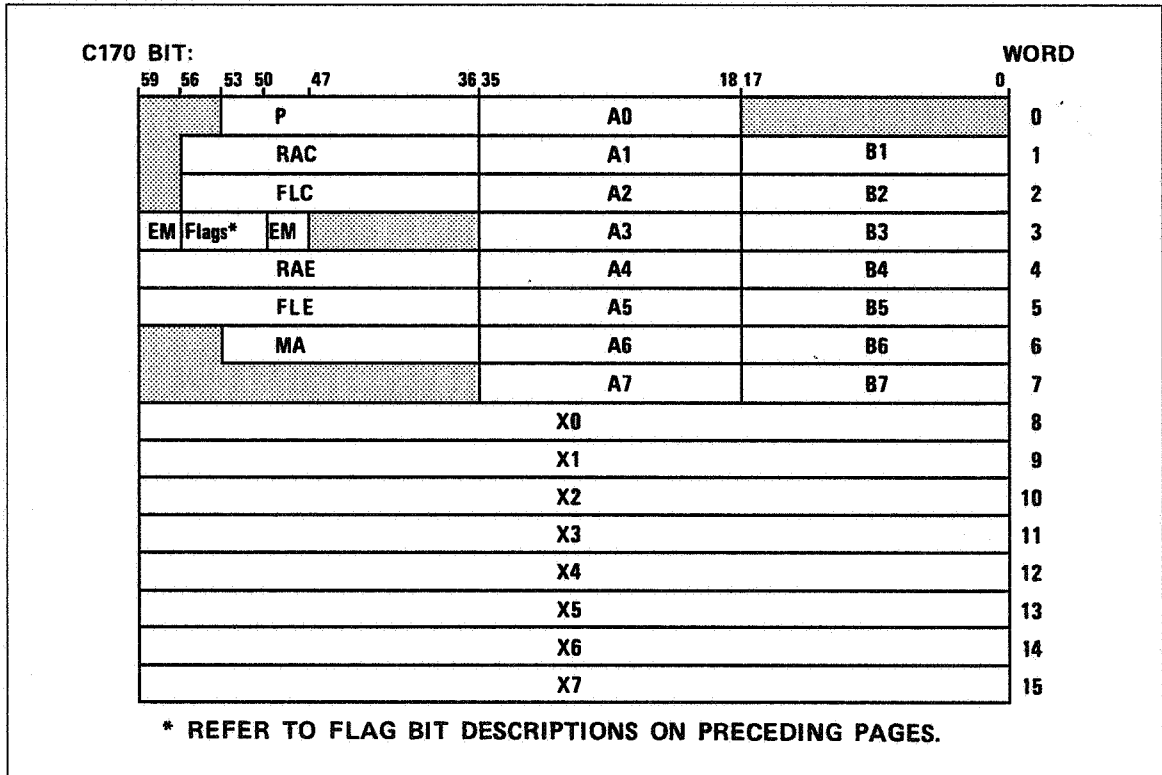 C170 BIT: WORD
59 56 53 50 47 36 35 18 17 0
P A0 0
RAC A1 B1 1
FLC A2 B2 2
EM Flags* EM A3 B3 3
RAE A4 B4 4
FLE A5 B5 5
MA A6 B6 6
A7 B7 7
X0 8
X1 9
X2 10
X3 11
X4 12
X5 13
X6 14
X7 15
* REFER TO FLAG BIT DESCRIPTIONS ON PRECEDING PAGES.